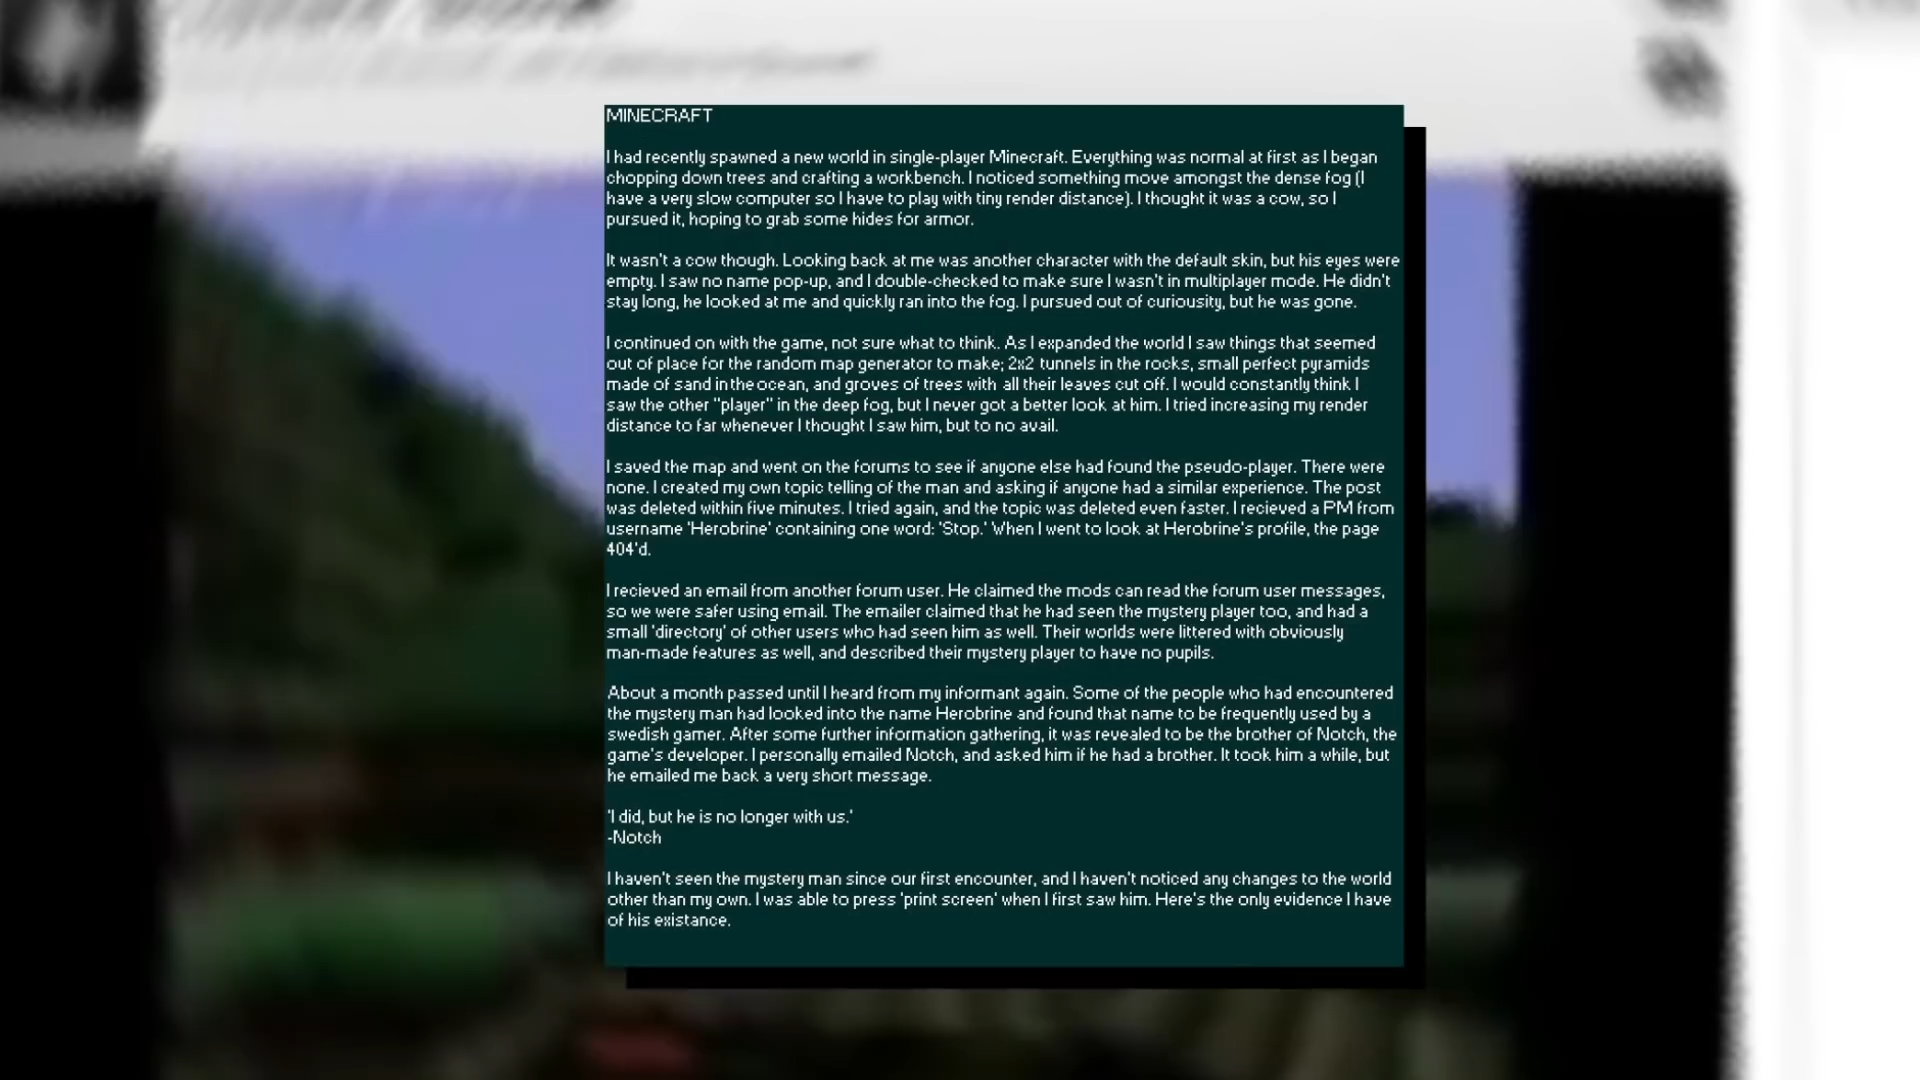 MINECRAFT
I had recently spawned a new world in single-player Minecraft. Everything was normal at first as I began
chopping down trees and crafting a workbench. I noticed something move amongst the dense fog (I
have a very slow computer so I have to play with tiny render distance). I thought it was a cow, so I
pursued it, hoping to grab some hides for armor.
It wasn't a cow though. Looking back at me was another character with the default skin, but his eyes were
empty. I saw no name pop-up, and I double-checked to make sure I wasn't in multiplayer mode. He didn't
stay long, he looked at me and quickly ran into the fog. I pursued out of curiousity, but he was gone.
I continued on with the game, not sure what to think. As I expanded the world I saw things that seemed
out of place for the random map generator to make; 2x2 tunnels in the rocks, small perfect pyramids
made of sand in the ocean, and groves of trees with all their leaves cut off. I would constantly think I
saw the other "player" in the deep fog, but I never got a better look at him. I tried increasing my render
distance to far whenever I thought I saw him, but to no avail.
I saved the map and went on the forums to see if anyone else had found the pseudo-player. There were
none. I created my own topic telling of the man and asking if anyone had a similar experience. The post
was deleted within five minutes. I tried again, and the topic was deleted even faster. I recieved a PM from
username 'Herobrine' containing one word: 'Stop.' When I went to look at Herobrine's profile, the page
404'd.
I recieved an email from another forum user. He claimed the mods can read the forum user messages,
so we were safer using email. The emailer claimed that he had seen the mystery player too, and had a
small 'directory' of other users who had seen him as well. Their worlds were littered with obviously
man-made features as well, and described their mystery player to have no pupils.
About a month passed until I heard from my informant again. Some of the people who had encountered
the mystery man had looked into the name Herobrine and found that name to be frequently used by a
swedish gamer. After some further information gathering, it was revealed to be the brother of Notch, the
game's developer. I personally emailed Notch, and asked him if he had a brother. It took him a while, but
he emailed me back a very short message.
'I did, but he is no longer with us.'
-Notch
I haven't seen the mystery man since our first encounter, and I haven't noticed any changes to the world
other than my own. I was able to press 'print screen' when I first saw him. Here's the only evidence I have
of his existance.